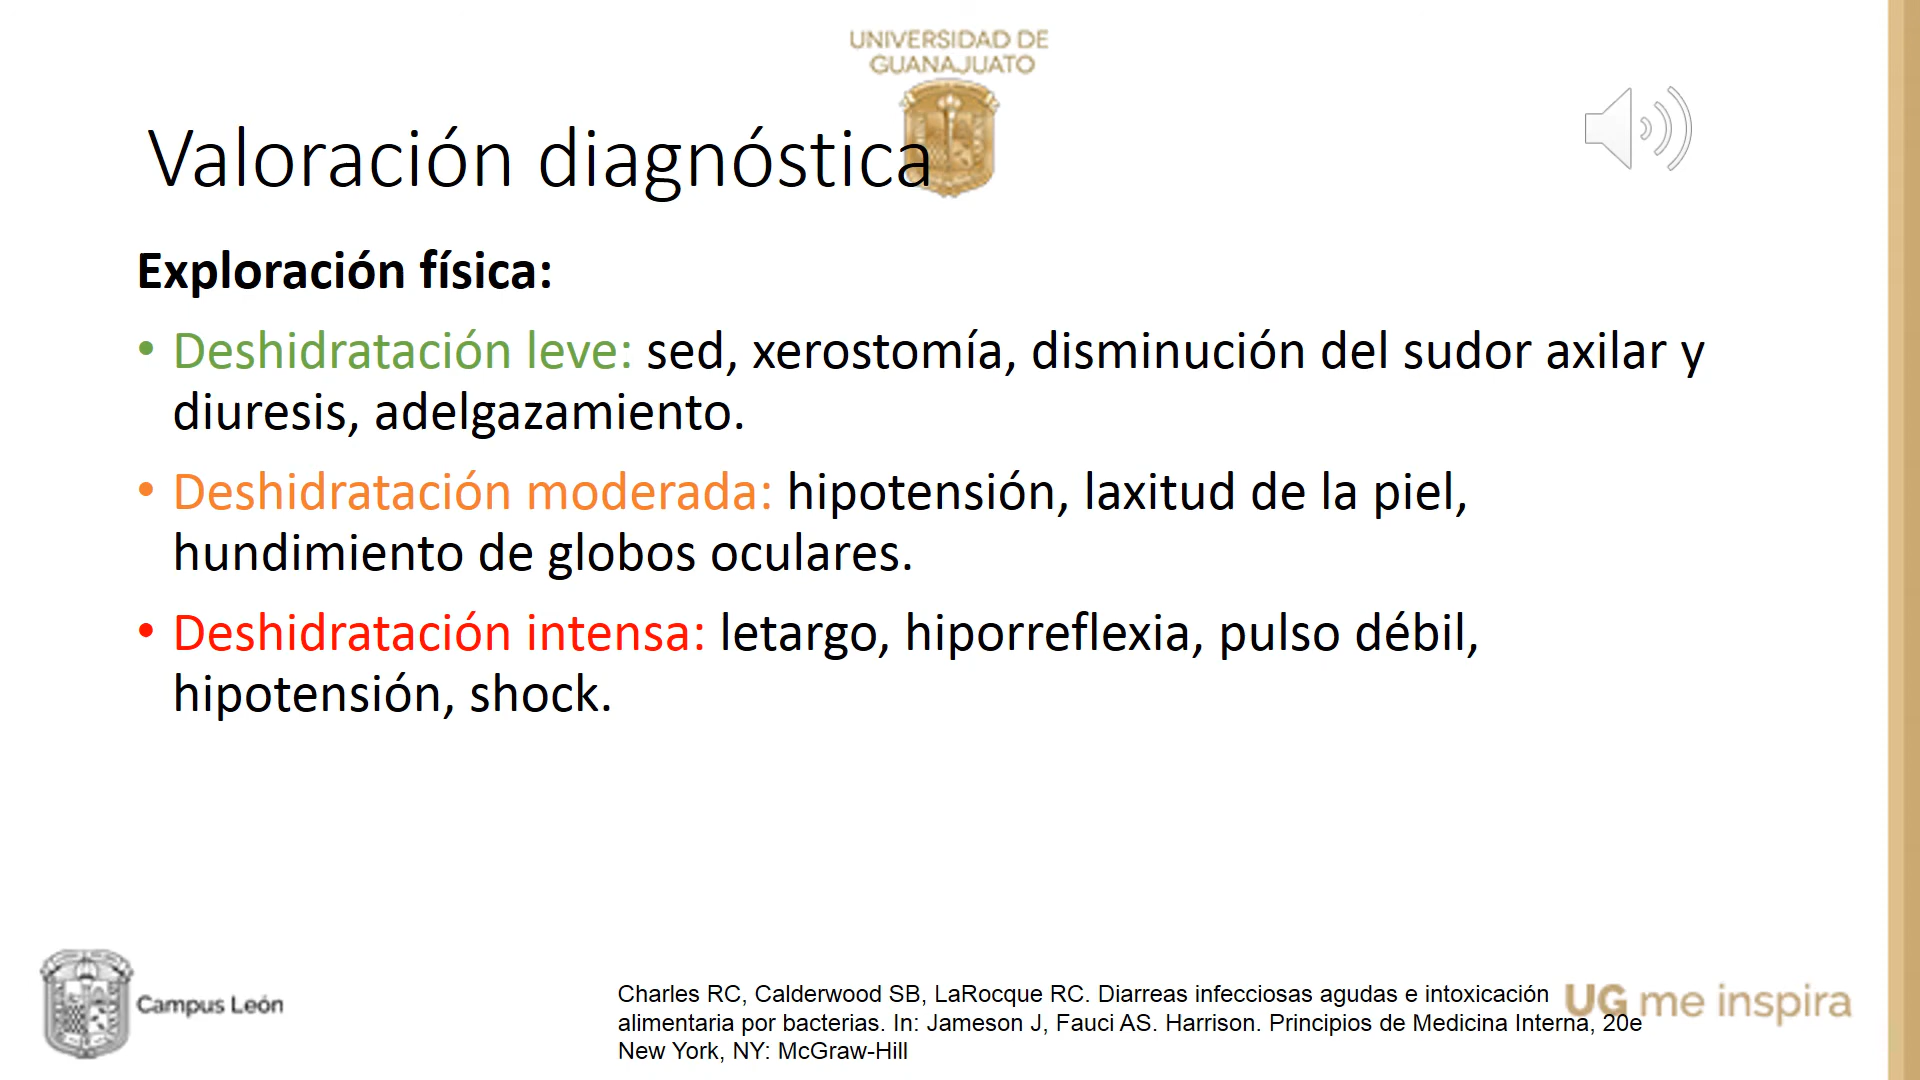 UNIVERSIDAD DE
GUANAJUATO
Valoración diagnóstica
Exploración física:
• Deshidratación leve: sed, xerostomía, disminución del sudor axilar y
diuresis, adelgazamiento.
• Deshidratación moderada: hipotensión, laxitud de la piel,
hundimiento de globos oculares.
• Deshidratación intensa: letargo, hiporreflexia, pulso débil,
hipotensión, shock.
Campus León
Charles RC, Calderwood SB, LaRocque RC. Diarreas infecciosas agudas e intoxicación
alimentaria por bacterias. In: Jameson J, Fauci AS. Harrison. Principios de Medicina Interna, 20e
New York, NY: McGraw-Hill
UG me inspira